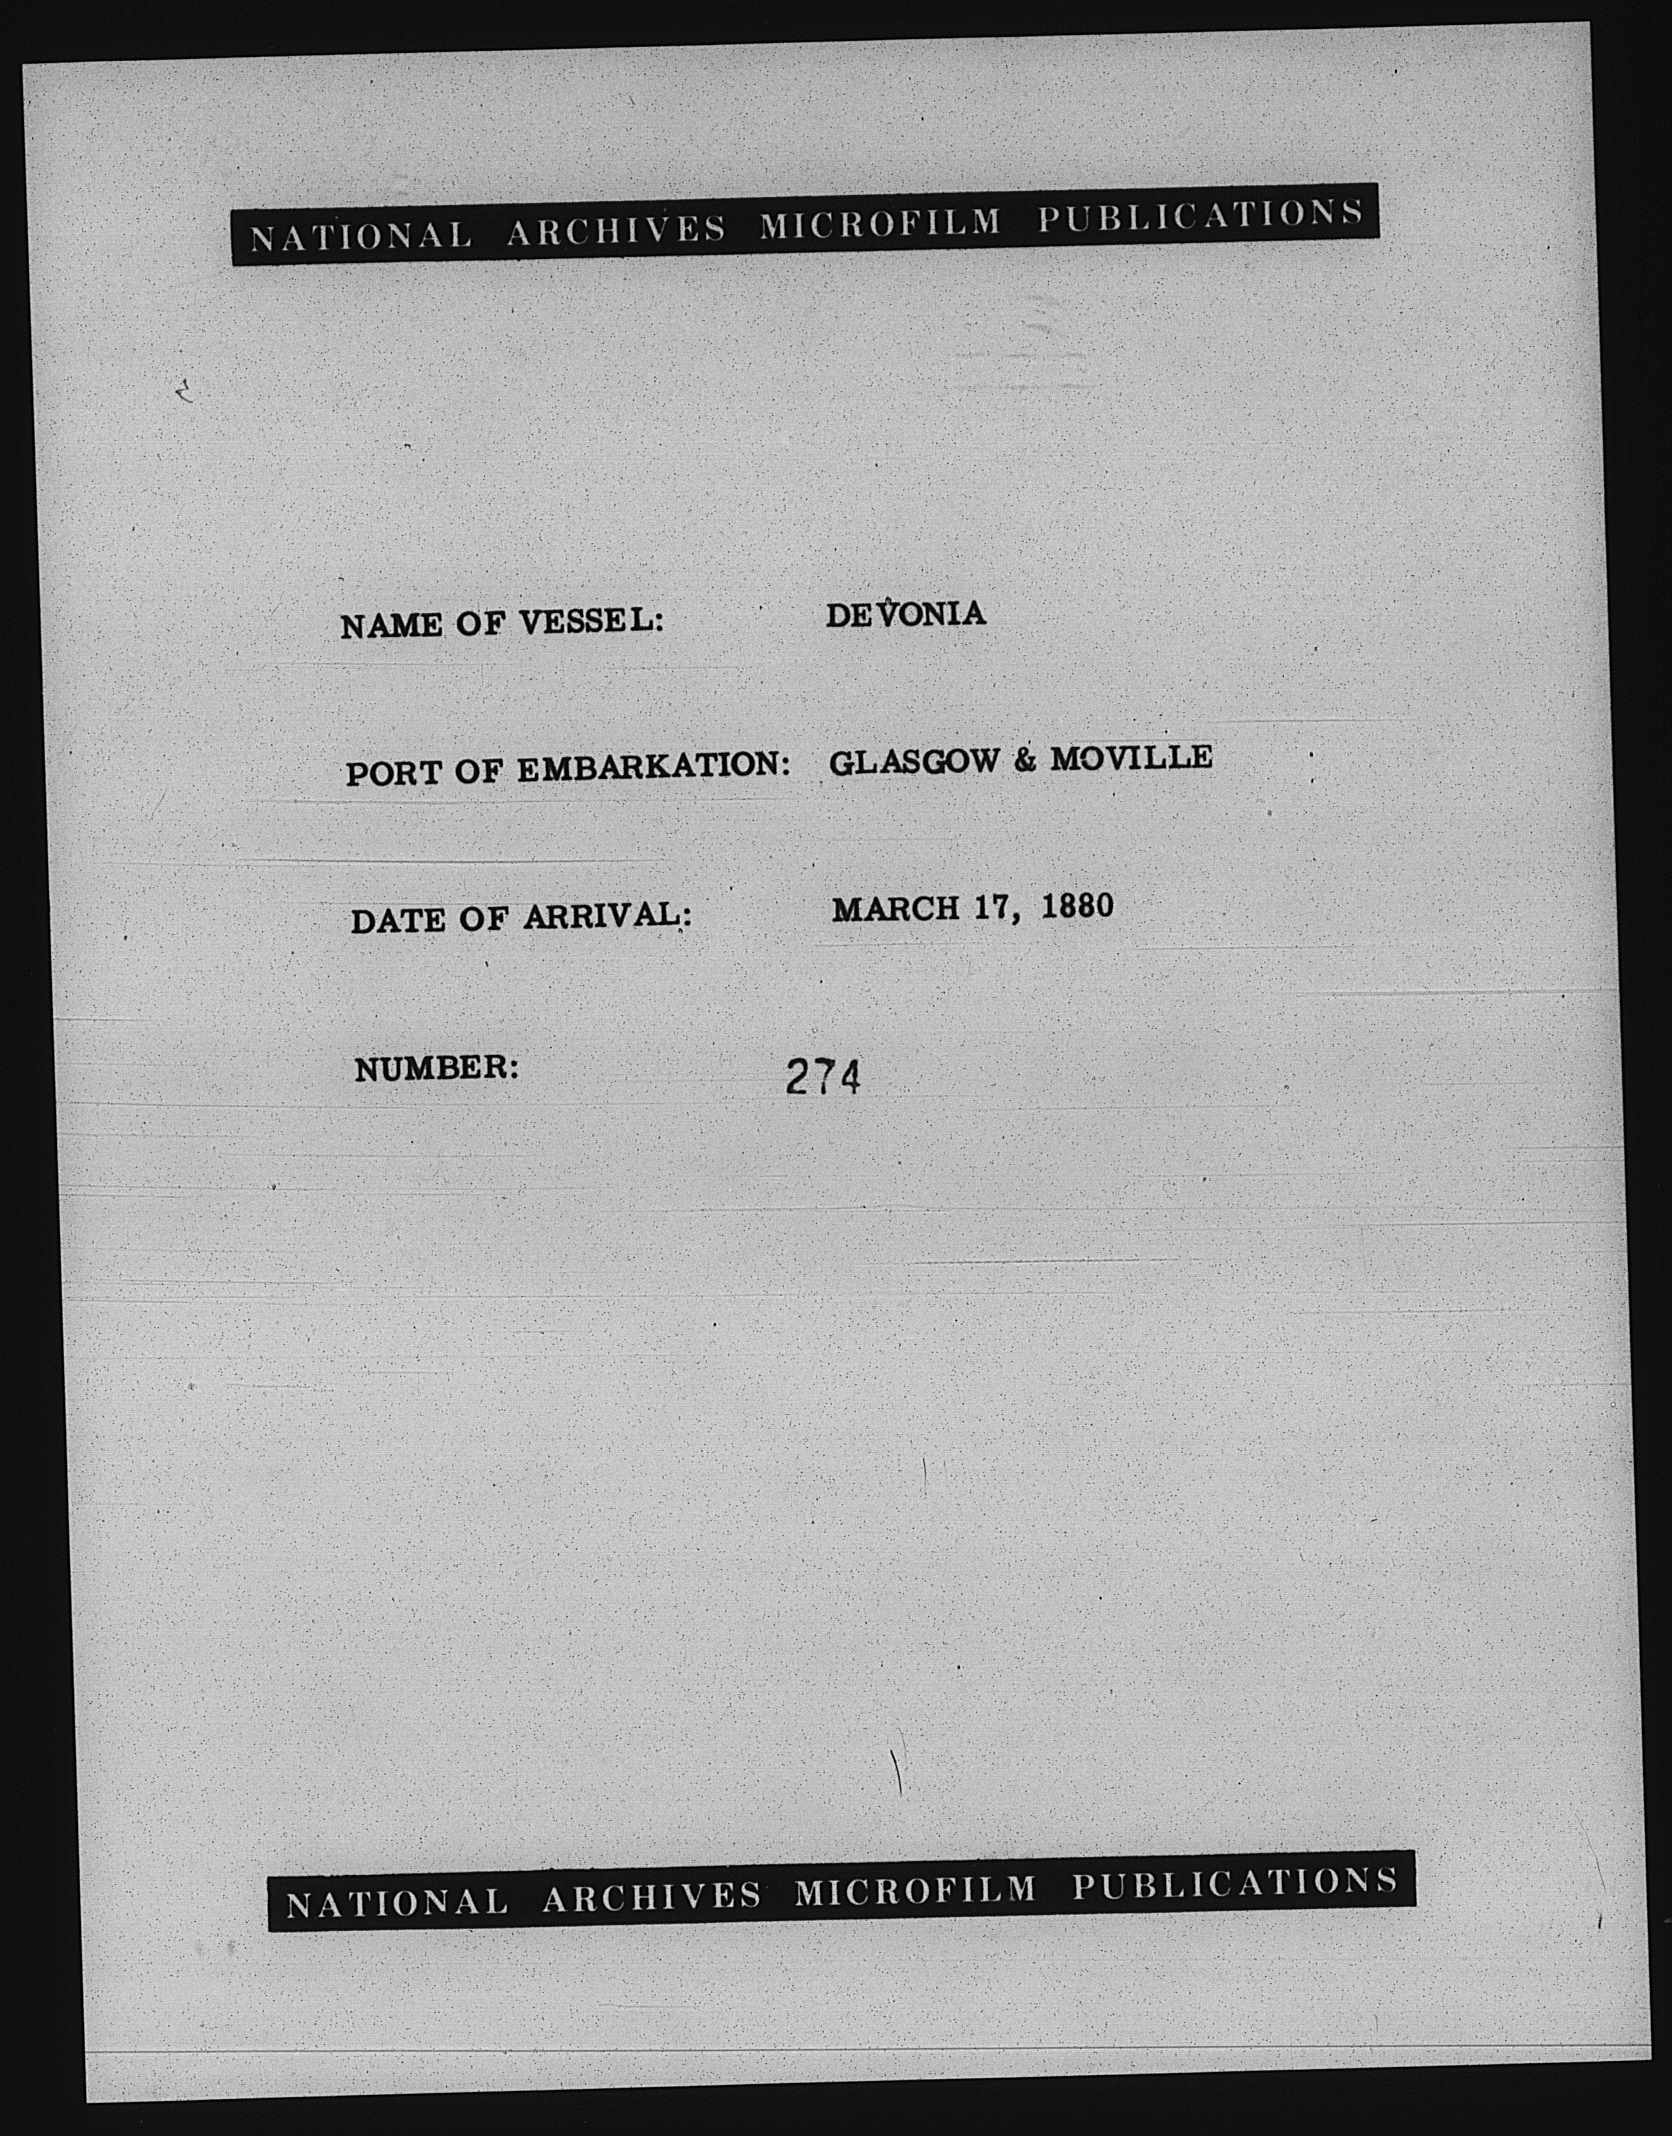 NATIONAL ARCHIVES MICROFILM PUBLICATIONS
NAME OF VESSEL: DEVONIA
PORT OF EMBARKATION: GLASGOW & MOVILLE
DATE OF ARRIVAL: MARCH 17, 1880
NUMBER: 274
NATIONAL ARCHIVES MICROFILM PUBLICATIONS